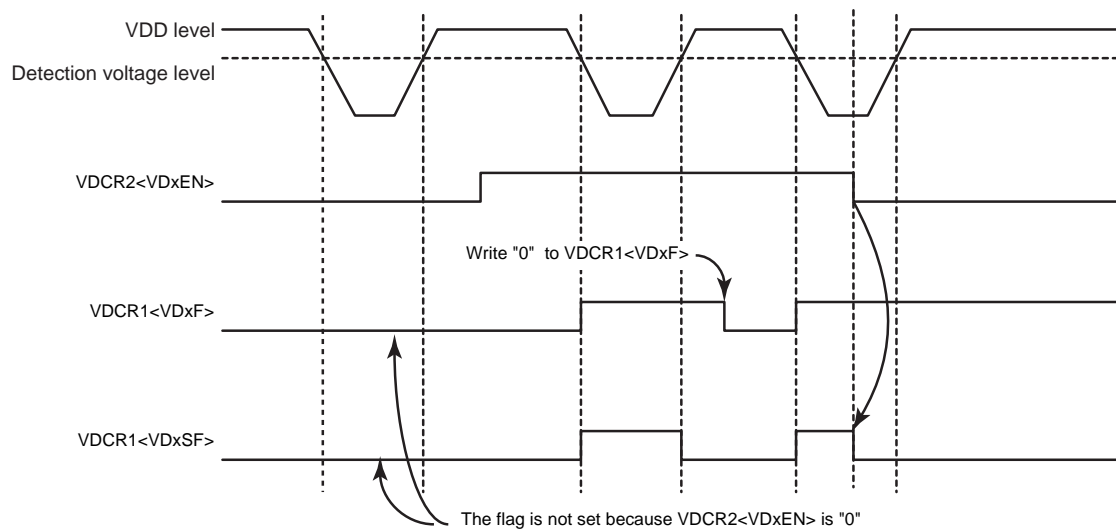 VDD level
Detection voltage level
VDCR2<VDxEN>
Write "0" to VDCR1<VDxF>
VDCR1<VDxF>
VDCR1<VDxSF>
The flag is not set because VDCR2<VDxEN> is "0"